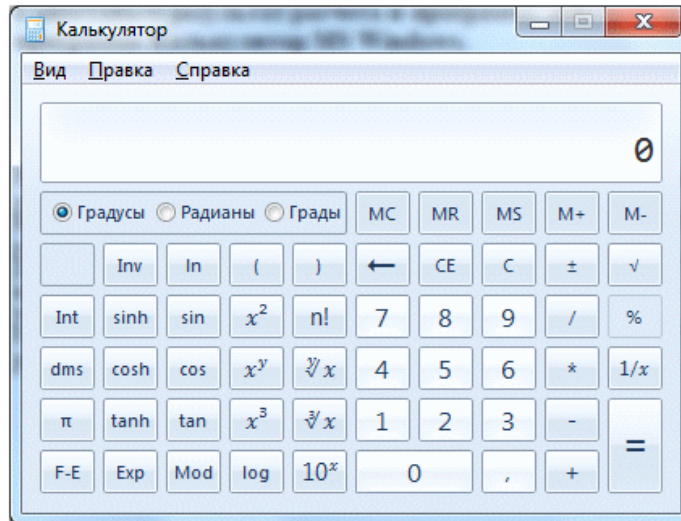 Калькулятор
Вид Правка Справка
0
Градусы Радианы Грады MC MR MS M+ M-
Inv ln ( ) ← CE C ± √
Int sinh sin x² n! 7 8 9 / %
dms cosh cos xʸ ʸ√x 4 5 6 * 1/x
π tanh tan x³ ³√x 1 2 3 - =
F-E Exp Mod log 10ˣ 0 , +